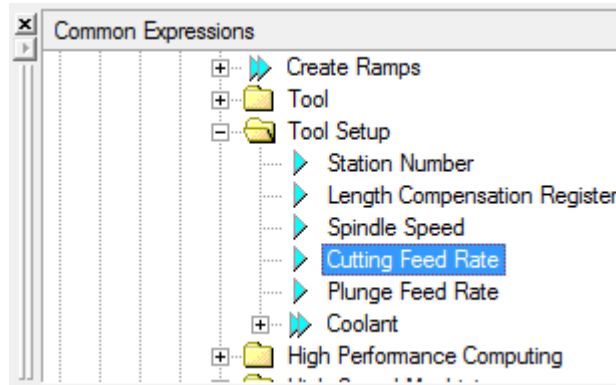 Common Expressions
Create Ramps
Tool
Tool Setup
Station Number
Length Compensation Register
Spindle Speed
Cutting Feed Rate
Plunge Feed Rate
Coolant
High Performance Computing